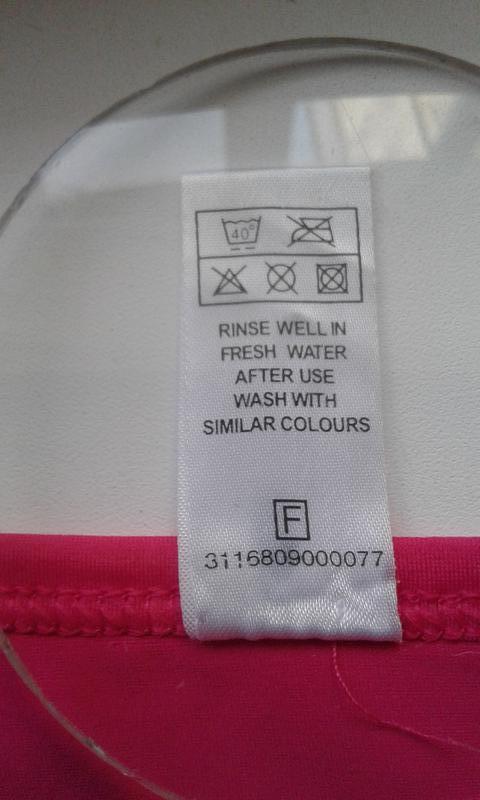 40°
RINSE WELL IN
FRESH WATER
AFTER USE
WASH WITH
SIMILAR COLOURS
F
3116809000077